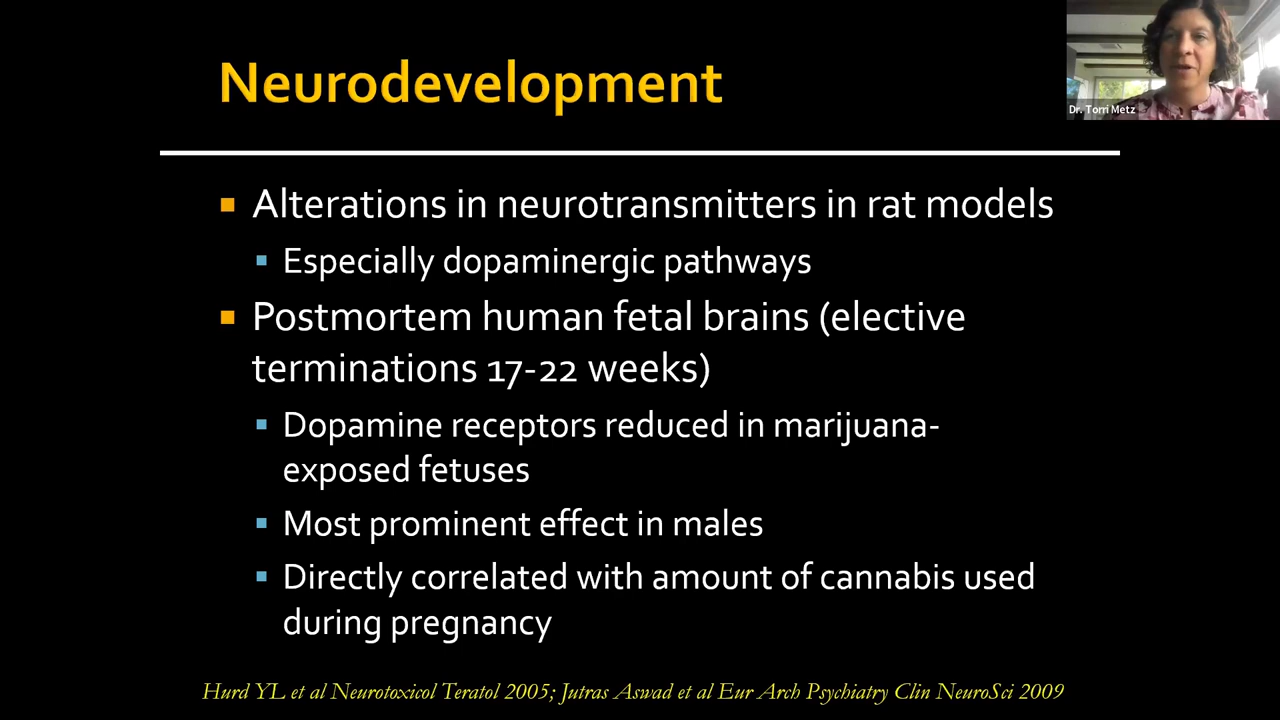 Neurodevelopment
Dr. Torri Metz
Alterations in neurotransmitters in rat models
Especially dopaminergic pathways
Postmortem human fetal brains (elective
terminations 17-22 weeks)
Dopamine receptors reduced in marijuana-
exposed fetuses
Most prominent effect in males
Directly correlated with amount of cannabis used
during pregnancy
Hurd YL et al Neurotoxicol Teratol 2005; Jutras Aswad et al Eur Arch Psychiatry Clin NeuroSci 2009